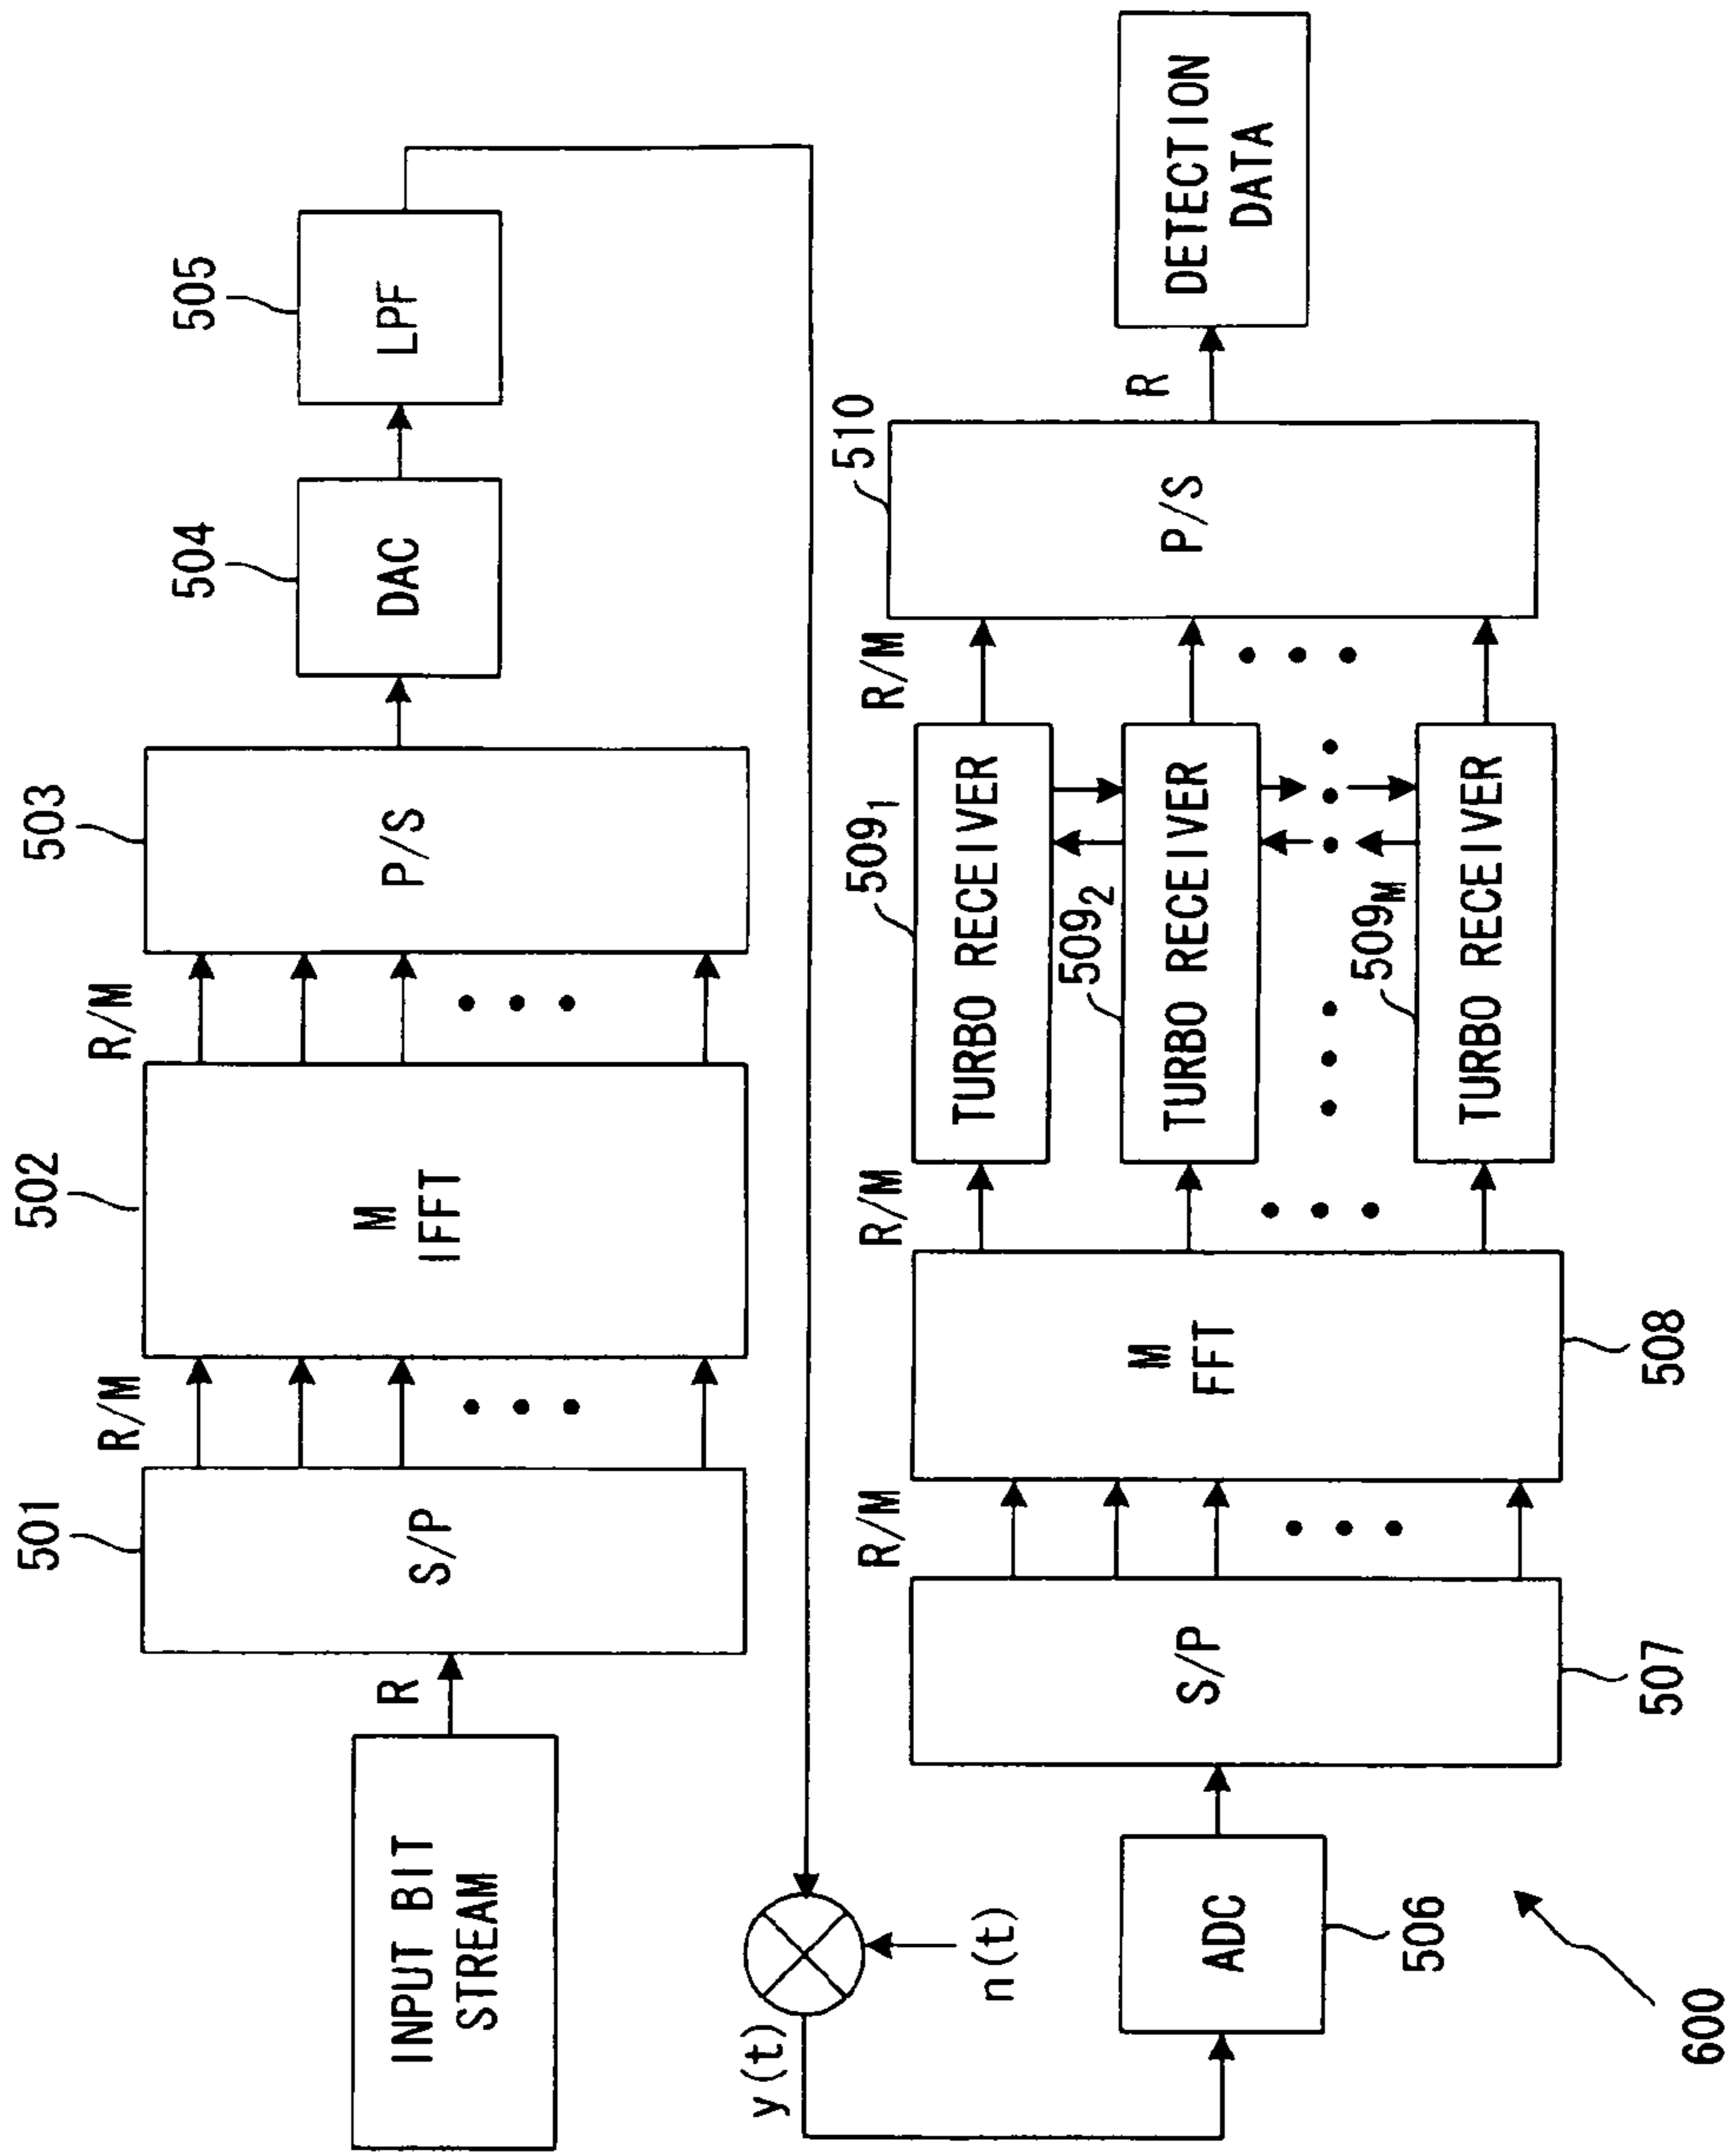 INPUT BIT
STREAM
R
501
S/P
R/M
502
M
IFFT
R/M
503
P/S
504
DAC
505
LPF
y(t)
n(t)
ADC
506
S/P
507
R/M
M
FFT
508
R/M
509₁
TURBO RECEIVER
509₂
TURBO RECEIVER
509M
TURBO RECEIVER
R/M
510
P/S
R
DETECTION
DATA
600